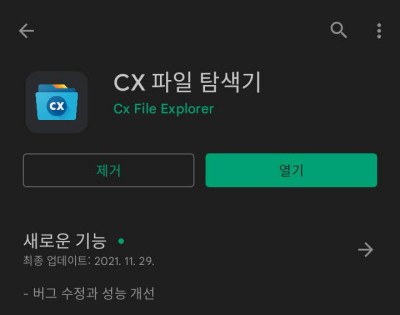 CX 파일 탐색기
CX
Cx File Explorer
제거
열기
새로운 기능
최종 업데이트: 2021. 11. 29.
- 버그 수정과 성능 개선